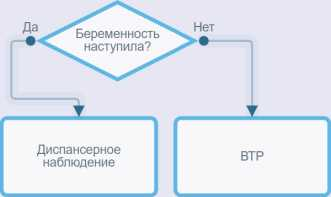 Да
Беременность
наступила?
Нет
Диспансерное
наблюдение
ВТР